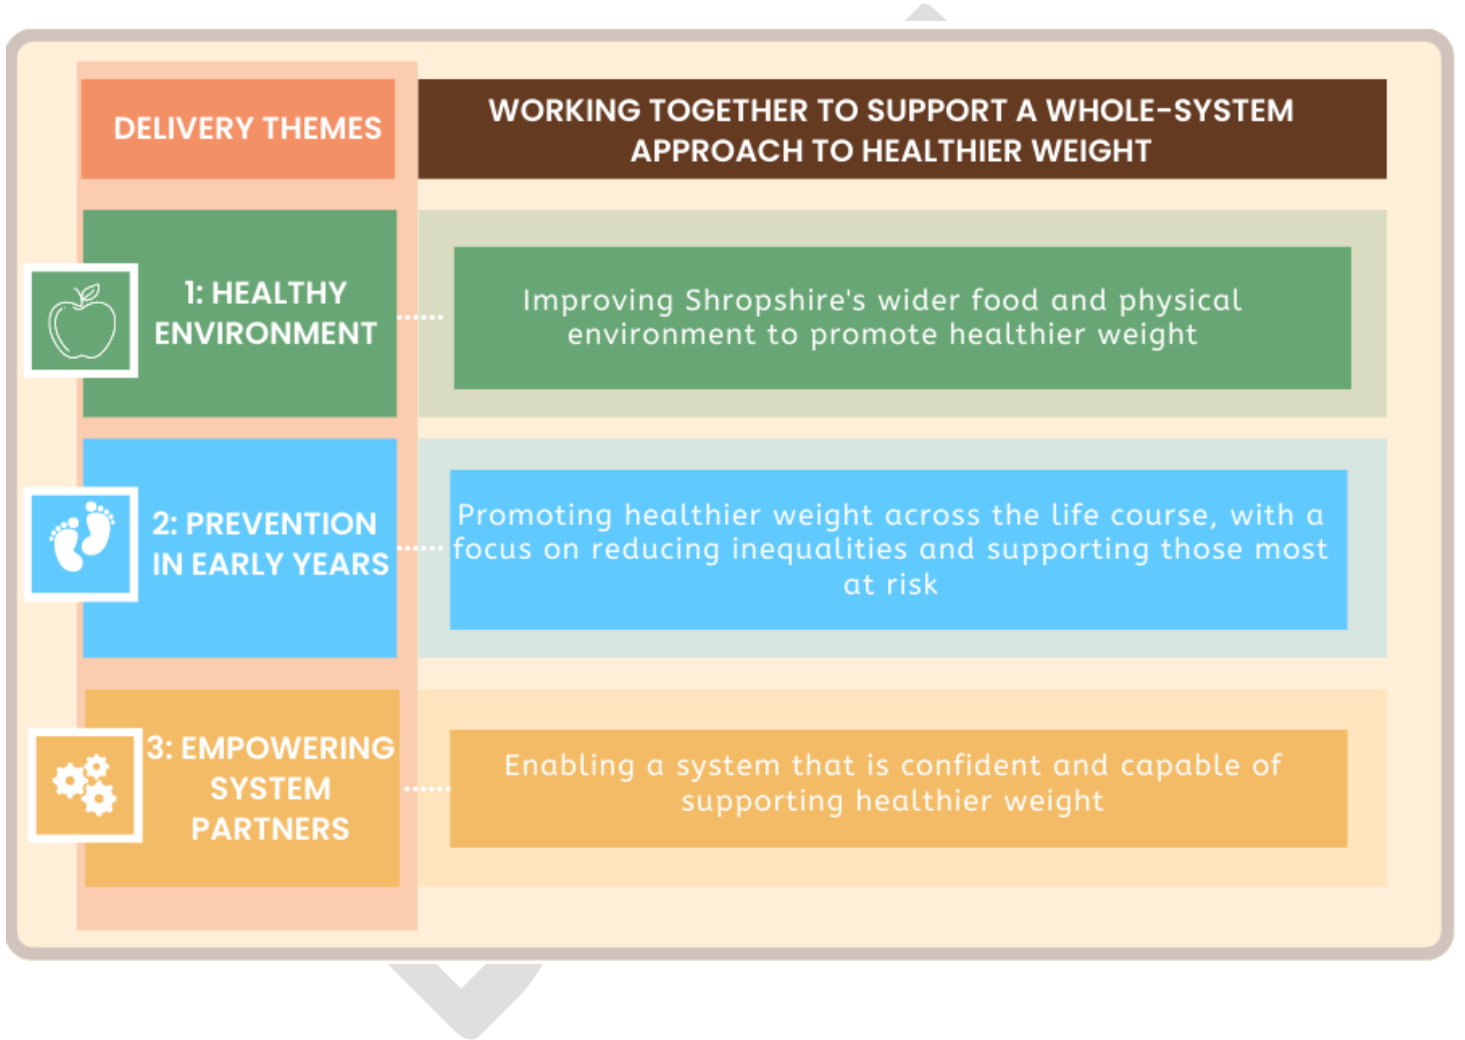 DELIVERY THEMES
WORKING TOGETHER TO SUPPORT A WHOLE-SYSTEM
APPROACH TO HEALTHIER WEIGHT
1: HEALTHY
ENVIRONMENT
Improving Shropshire's wider food and physical
environment to promote healthier weight
2: PREVENTION
IN EARLY YEARS
Promoting healthier weight across the life course, with a
focus on reducing inequalities and supporting those most
at risk
3: EMPOWERING
SYSTEM
PARTNERS
Enabling a system that is confident and capable of
supporting healthier weight